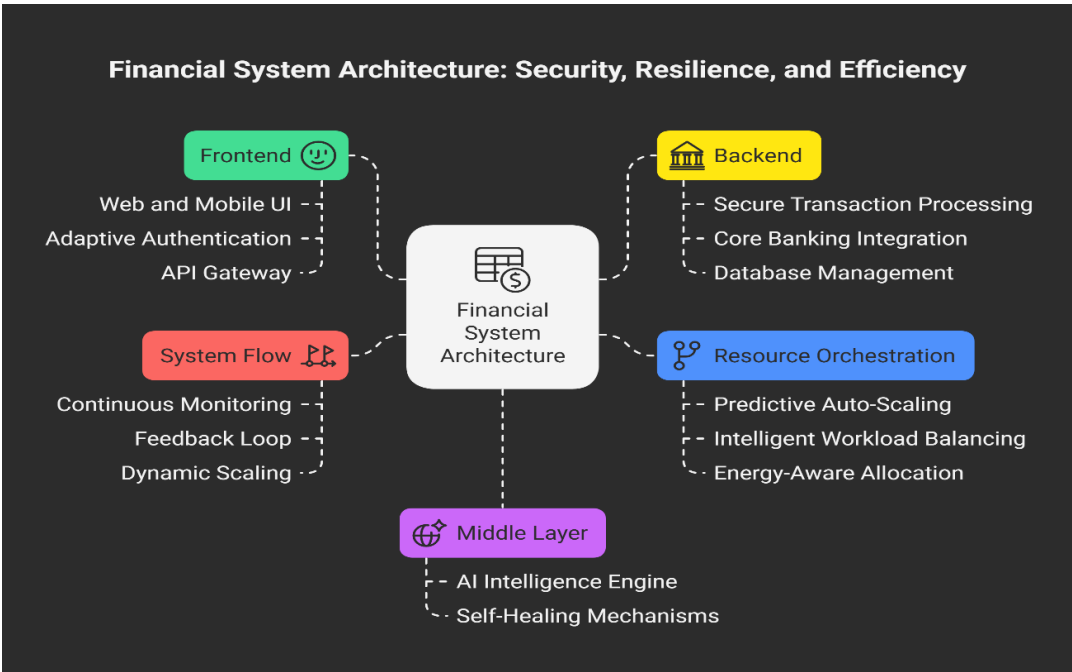 Financial System Architecture: Security, Resilience, and Efficiency
Frontend
Web and Mobile UI
Adaptive Authentication
API Gateway
Backend
Secure Transaction Processing
Core Banking Integration
Database Management
Financial
System
Architecture
System Flow
Continuous Monitoring
Feedback Loop
Dynamic Scaling
Resource Orchestration
Predictive Auto-Scaling
Intelligent Workload Balancing
Energy-Aware Allocation
Middle Layer
AI Intelligence Engine
Self-Healing Mechanisms